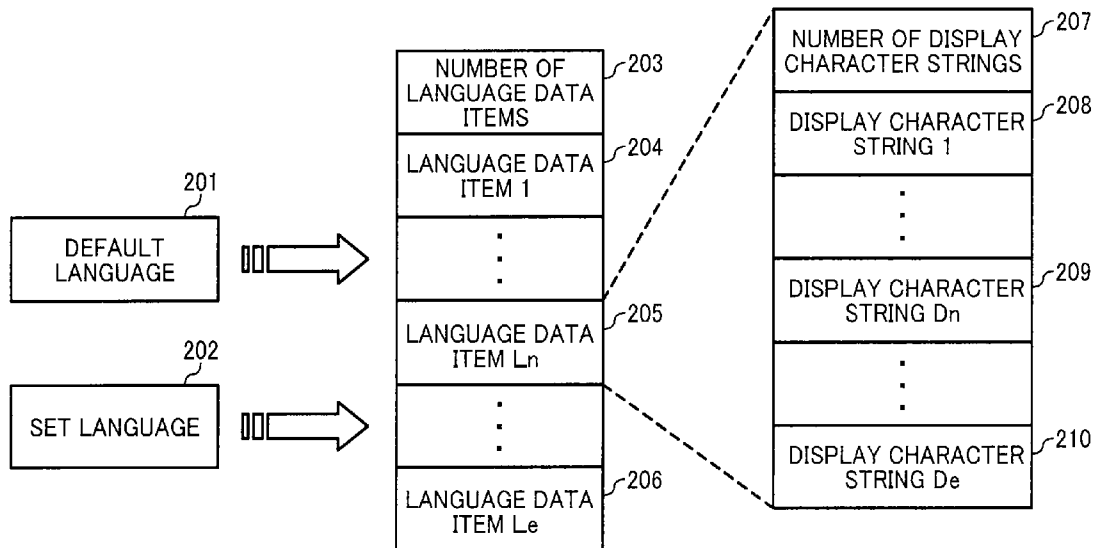 201
DEFAULT
LANGUAGE
202
SET LANGUAGE
203
NUMBER OF
LANGUAGE DATA
ITEMS
204
LANGUAGE DATA
ITEM 1
205
LANGUAGE DATA
ITEM Ln
206
LANGUAGE DATA
ITEM Le
207
NUMBER OF DISPLAY
CHARACTER STRINGS
208
DISPLAY CHARACTER
STRING 1
209
DISPLAY CHARACTER
STRING Dn
210
DISPLAY CHARACTER
STRING De